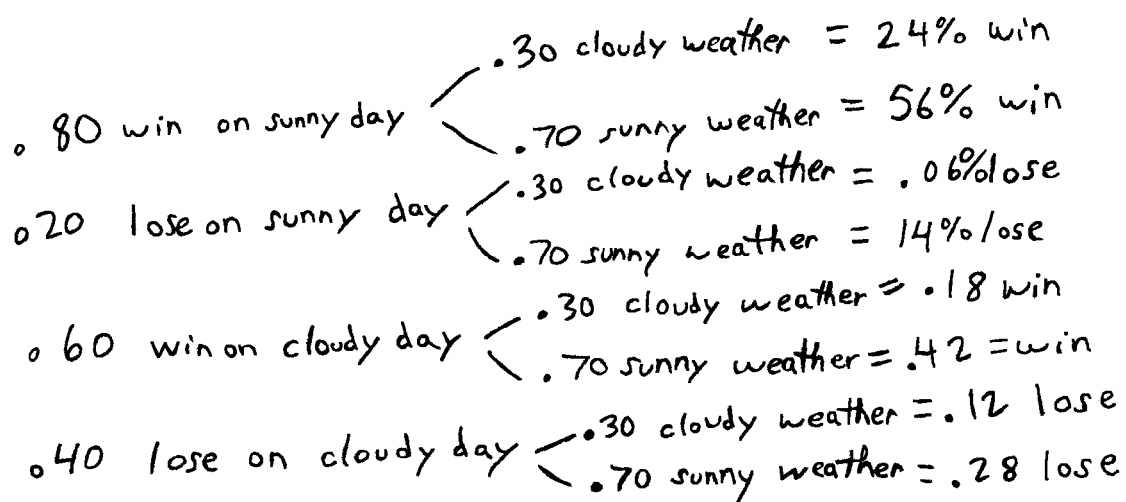 .30 cloudy weather = 24% win
.80 win on sunny day
.70 sunny weather = 56% win
.30 cloudy weather = .06% lose
.20 lose on sunny day
.70 sunny weather = 14% lose
.30 cloudy weather = .18 win
.60 win on cloudy day
.70 sunny weather = .42 = win
.30 cloudy weather = .12 lose
.40 lose on cloudy day
.70 sunny weather = .28 lose